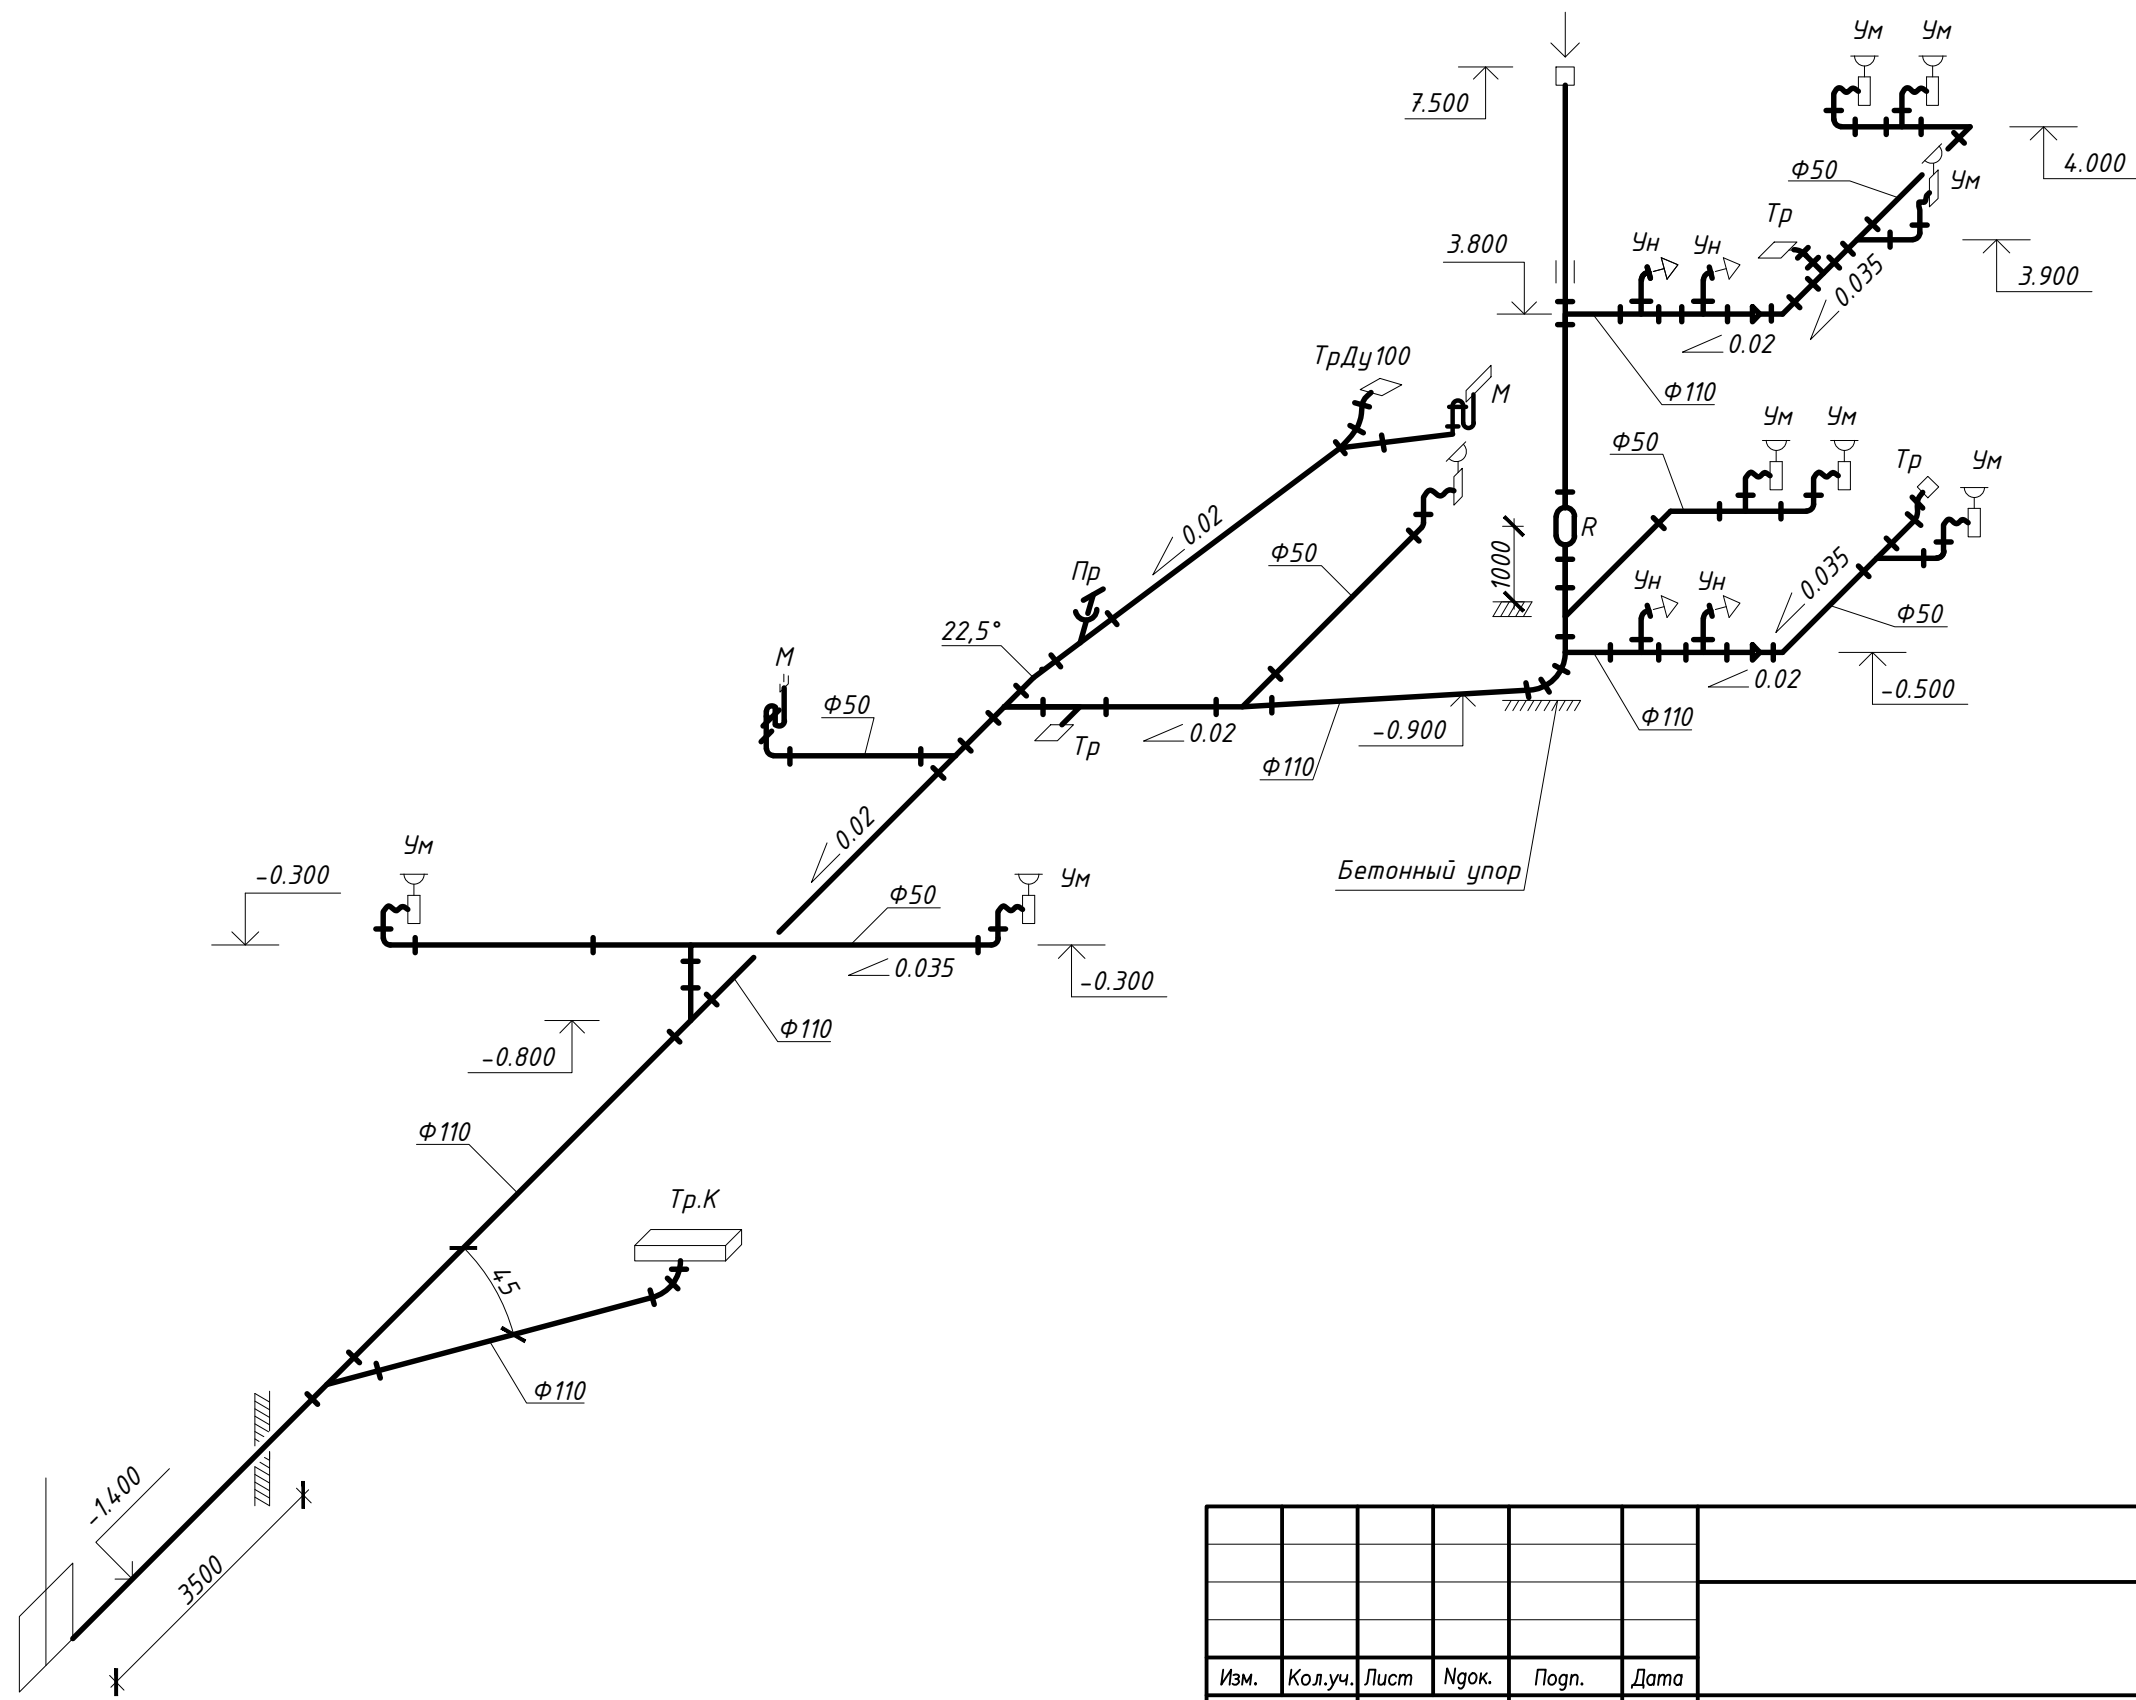 Ум Ум
7.500
4.000
Ф50
Ум
Тр
3.800
Ун Ун
3.900
0.035
0.02
ТрДу100
М
Ф110
Ум Ум
Ф50
Тр Ум
0.02
R
1000
Ф50
Пр
Ун Ун
0.035
Ф50
22,5°
М
Ф50
0.02
-0.500
Ф110
0.02
-0.900
Тр
Ф110
0.02
Ум
-0.300
Бетонный упор
Ум
Ф50
0.035
-0.300
Ф110
-0.800
Ф110
Тр.К
45
Ф110
-1.400
3500
Изм. Кол.уч. Лист Nдок. Подп. Дата